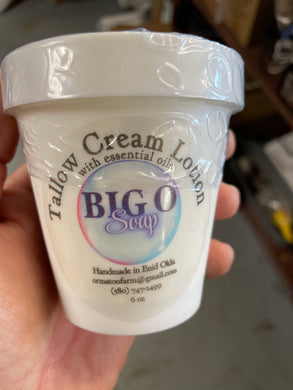 Tallow Cream Lotion
with essential oils
BIG O
Soap
Handmade in Enid Okla
ormstonfarm@gmail.com
(580) 747-2499
6 oz